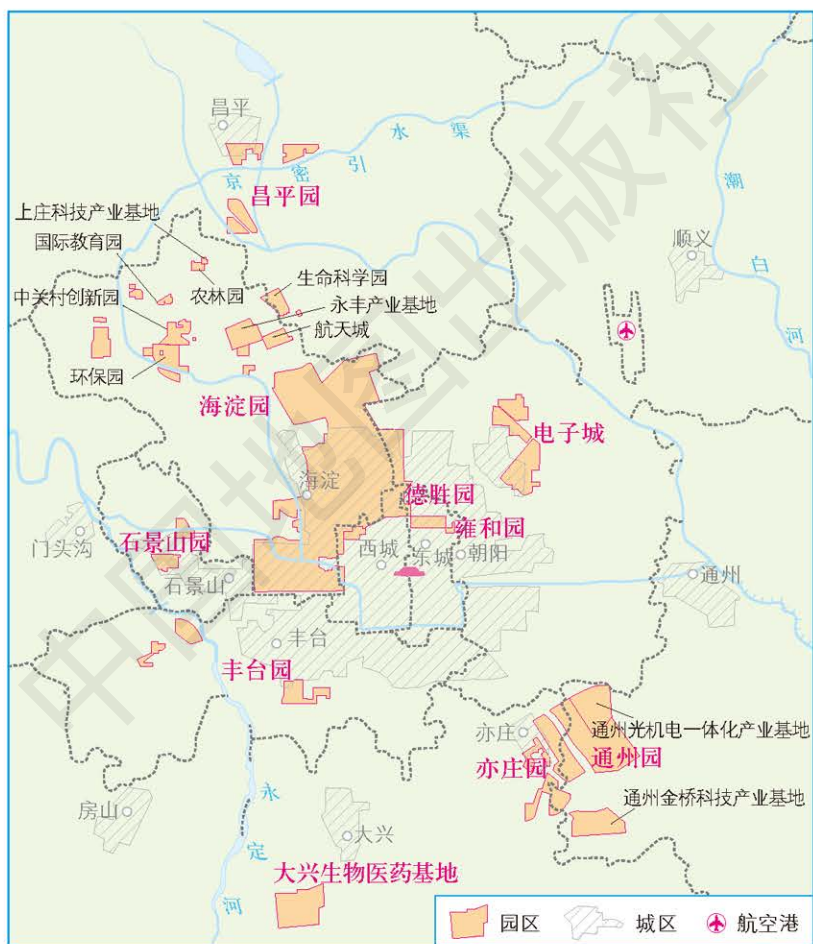 昌平
京密引水渠
昌平园
潮白河
上庄科技产业基地
国际教育园
顺义
生命科学园
中关村创新园
农林园
永丰产业基地
航天城
环保园
海淀园
电子城
海淀
德胜园
雍和园
门头沟
石景山园
西城
东城
朝阳
石景山
通州
丰台
丰台园
亦庄
通州光机电一体化产业基地
亦庄园
通州园
通州金桥科技产业基地
房山
永定河
大兴
大兴生物医药基地
园区
城区
航空港
中国地图出版社